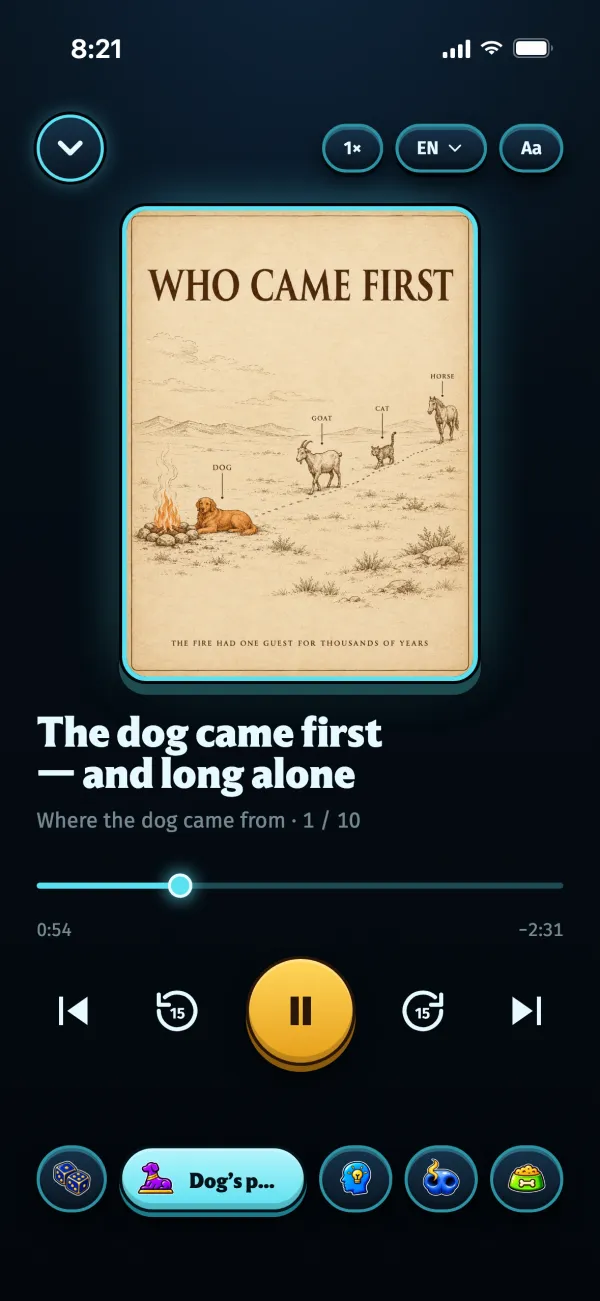 8:21
1×
EN
Aa
WHO CAME FIRST
HORSE
CAT
GOAT
DOG
THE FIRE HAD ONE GUEST FOR THOUSANDS OF YEARS
The dog came first
— and long alone
Where the dog came from · 1 / 10
0:54
−2:31
15
15
Dog's p...